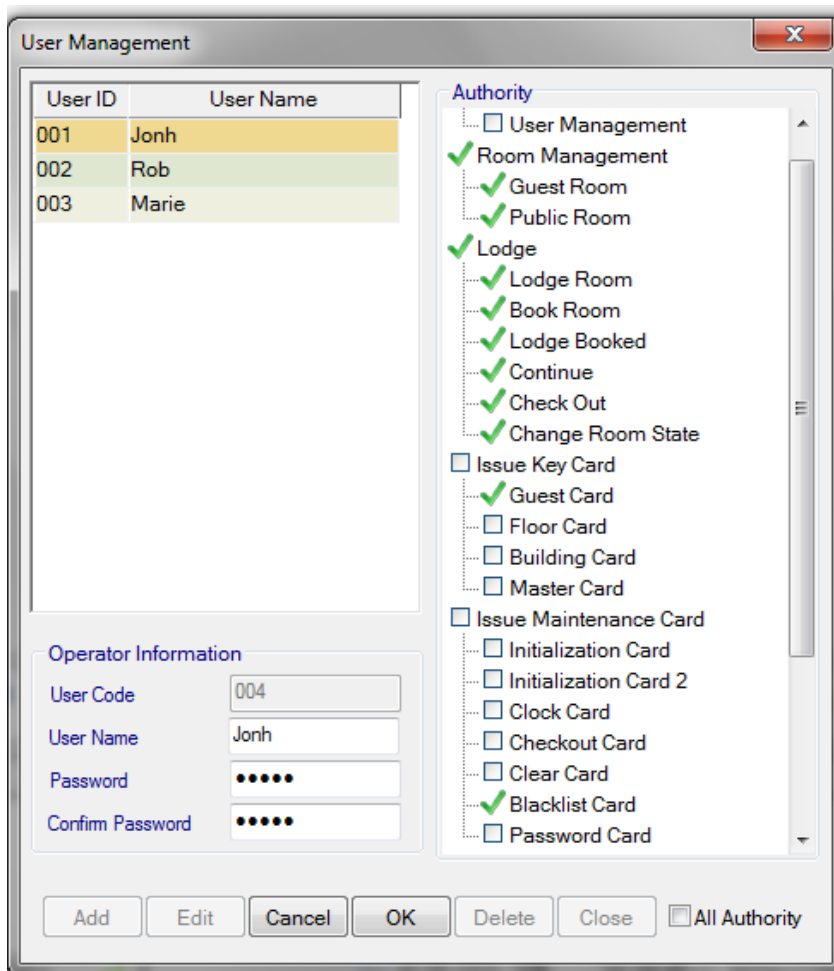 User Management
User ID User Name
001 Jonh
002 Rob
003 Marie
Authority
User Management
Room Management
Guest Room
Public Room
Lodge
Lodge Room
Book Room
Lodge Booked
Continue
Check Out
Change Room State
Issue Key Card
Guest Card
Floor Card
Building Card
Master Card
Issue Maintenance Card
Initialization Card
Initialization Card 2
Clock Card
Checkout Card
Clear Card
Blacklist Card
Password Card
Operator Information
User Code 004
User Name Jonh
Password •••••
Confirm Password •••••
Add Edit Cancel OK Delete Close All Authority